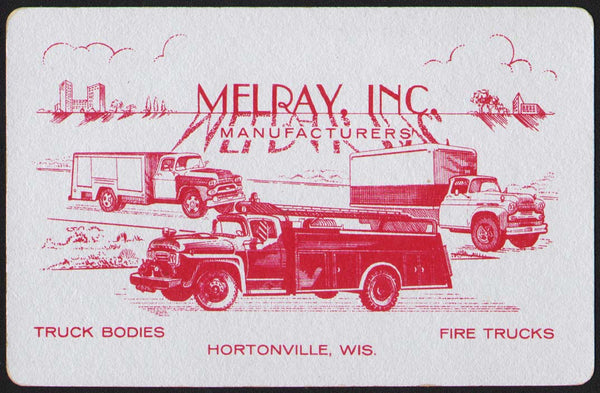 MELRAY, INC.
MANUFACTURERS
TRUCK BODIES
FIRE TRUCKS
HORTONVILLE, WIS.